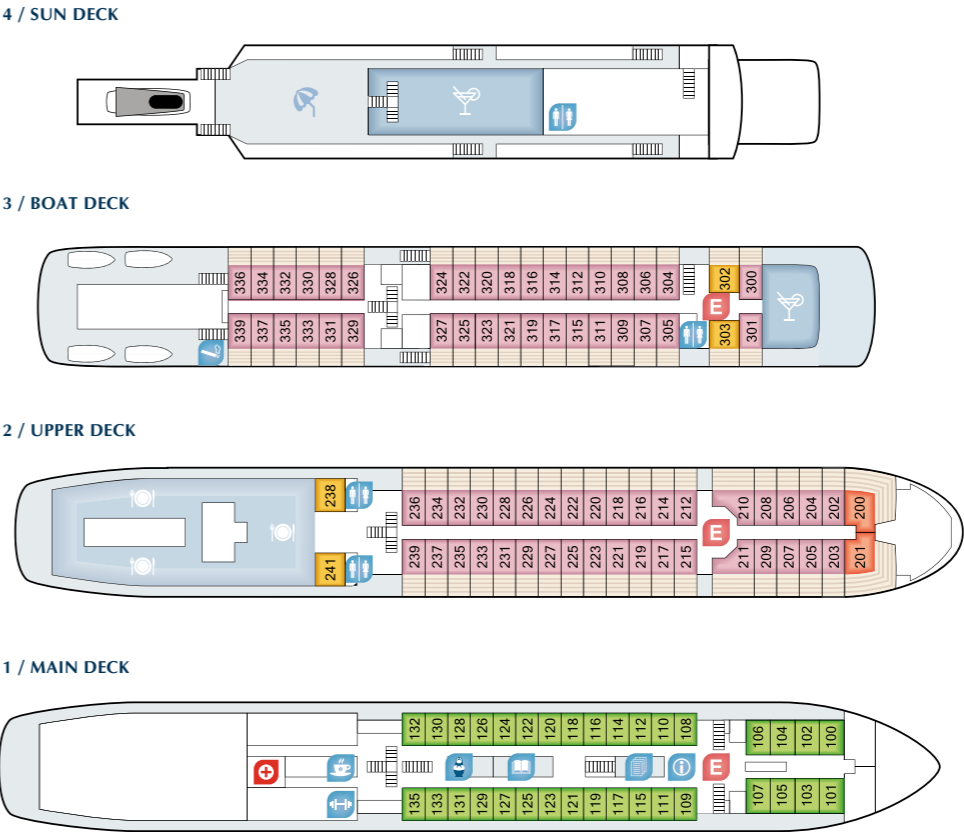 4 / SUN DECK
3 / BOAT DECK
336 334 332 330 328 326 324 322 320 318 316 314 312 310 308 306 304 302 300
E
339 337 335 333 331 329 327 325 323 321 319 317 315 311 309 307 305 303 301
2 / UPPER DECK
238 236 234 232 230 228 226 224 222 220 218 216 214 212 210 208 206 204 202 200
E
241 239 237 235 233 231 229 227 225 223 221 219 217 215 211 209 207 205 203 201
1 / MAIN DECK
132 130 128 126 124 122 120 118 116 114 112 110 108 106 104 102 100
E
135 133 131 129 127 125 123 121 119 117 115 111 109 107 105 103 101